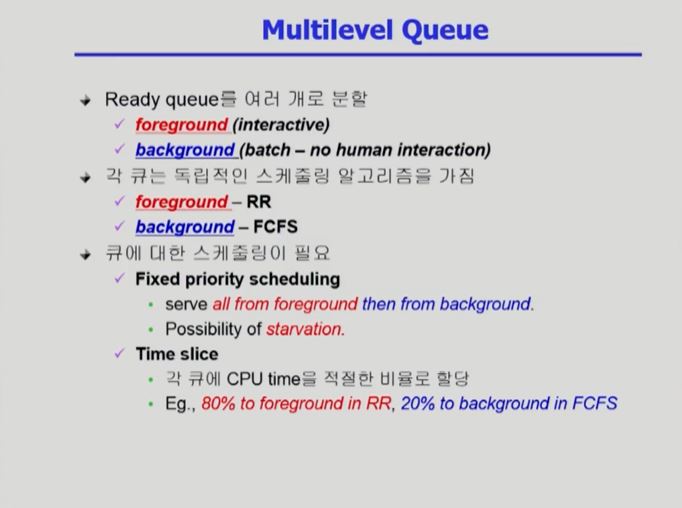 Multilevel Queue
Ready queue를 여러 개로 분할
foreground (interactive)
background (batch – no human interaction)
각 큐는 독립적인 스케줄링 알고리즘을 가짐
foreground – RR
background – FCFS
큐에 대한 스케줄링이 필요
Fixed priority scheduling
serve all from foreground then from background.
Possibility of starvation.
Time slice
각 큐에 CPU time을 적절한 비율로 할당
Eg., 80% to foreground in RR, 20% to background in FCFS